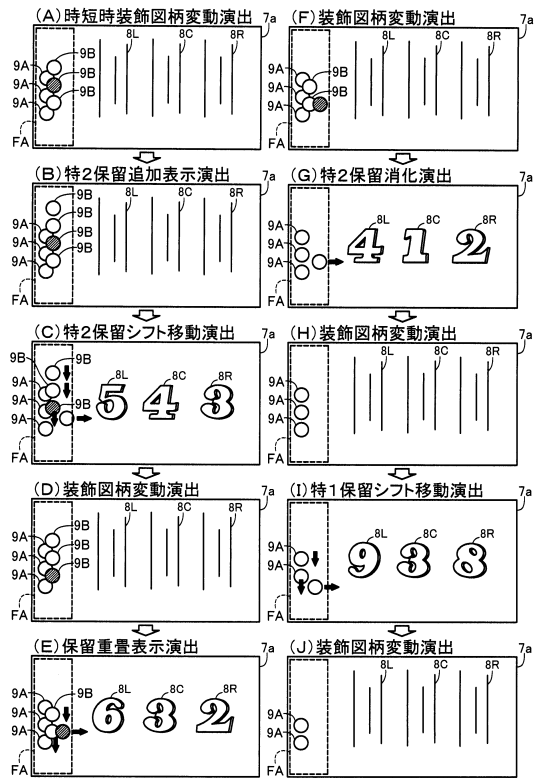 (A)時短時装飾図柄変動演出
7a
9B
8L
8C
8R
9A
9B
9A
9A
9B
FA
(B)特2保留追加表示演出
7a
9B
8L
8C
8R
9B
9A
9B
9A
9B
9A
FA
(C)特2保留シフト移動演出
7a
9B
9B
8L
8C
8R
9A
9A
9B
9A
5 4 3
FA
(D)装飾図柄変動演出
7a
8L
8C
8R
9B
9A
9B
9A
9B
9A
FA
(E)保留重畳表示演出
7a
9A
9B
8L
8C
8R
9A
9A
6 3 2
FA
(F)装飾図柄変動演出
7a
8L
8C
8R
9B
9A
9B
9A
9A
FA
(G)特2保留消化演出
7a
8L
8C
8R
9A
9A
9A
4 1 2
FA
(H)装飾図柄変動演出
7a
8L
8C
8R
9A
9A
9A
FA
(I)特1保留シフト移動演出
7a
8L
8C
8R
9A
9A
9 3 8
FA
(J)装飾図柄変動演出
7a
8L
8C
8R
9A
9A
FA